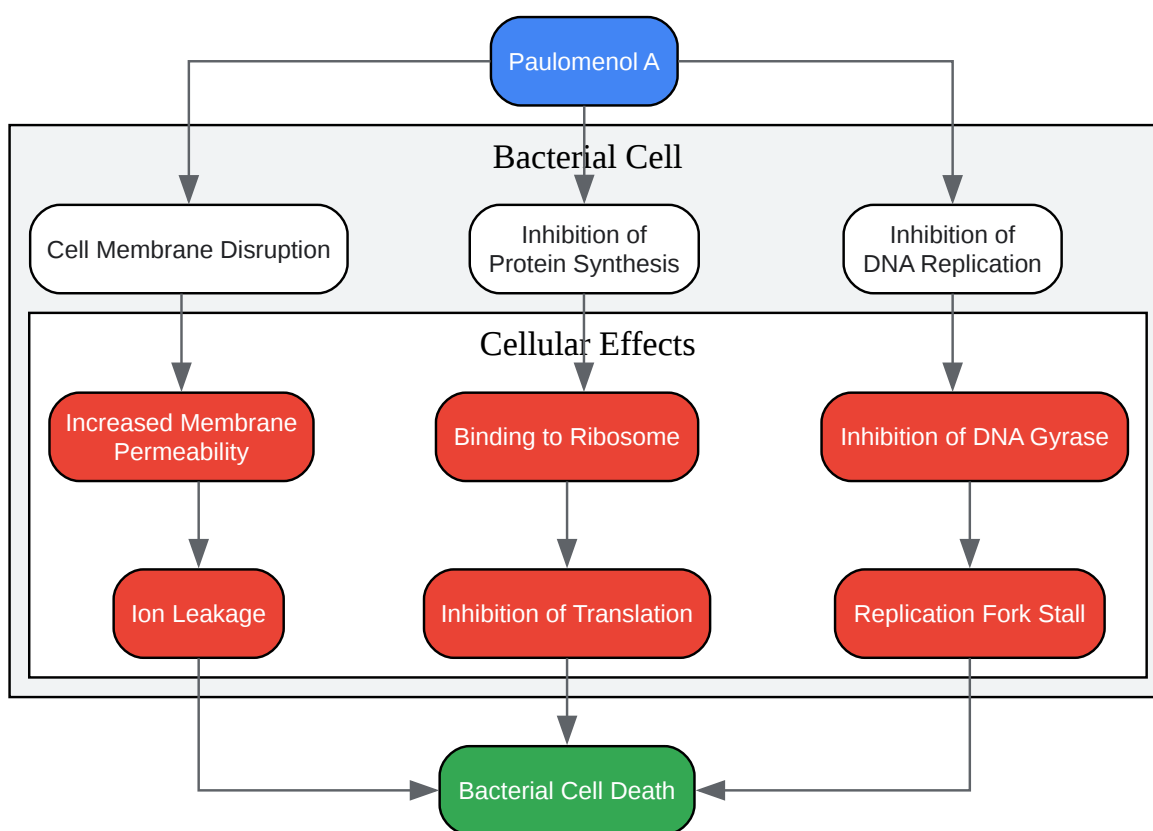 Paulomenol A
Bacterial Cell
Cell Membrane Disruption
Inhibition of
Protein Synthesis
Inhibition of
DNA Replication
Cellular Effects
Increased Membrane
Permeability
Binding to Ribosome
Inhibition of DNA Gyrase
Ion Leakage
Inhibition of Translation
Replication Fork Stall
Bacterial Cell Death